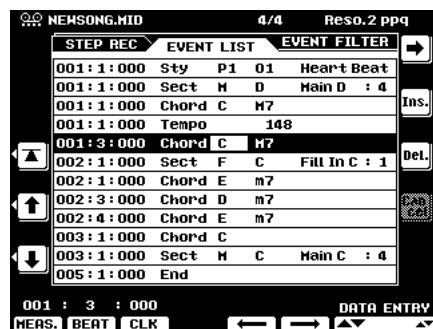 NEWSONG.MID 4/4 Reso.2 ppq
STEP REC EVENT LIST EVENT FILTER
001:1:000 Sty P1 01 Heart Beat
001:1:000 Sect M D Main D : 4
001:1:000 Chord C M7
001:1:000 Tempo 148
001:3:000 Chord C M7
002:1:000 Sect F C Fill In C : 1
002:1:000 Chord E m7
002:3:000 Chord D m7
002:4:000 Chord E m7
003:1:000 Chord C
003:1:000 Sect M C Main C : 4
005:1:000 End
Ins.
Del.
001 : 3 : 000 DATA ENTRY
MEAS. BEAT CLK